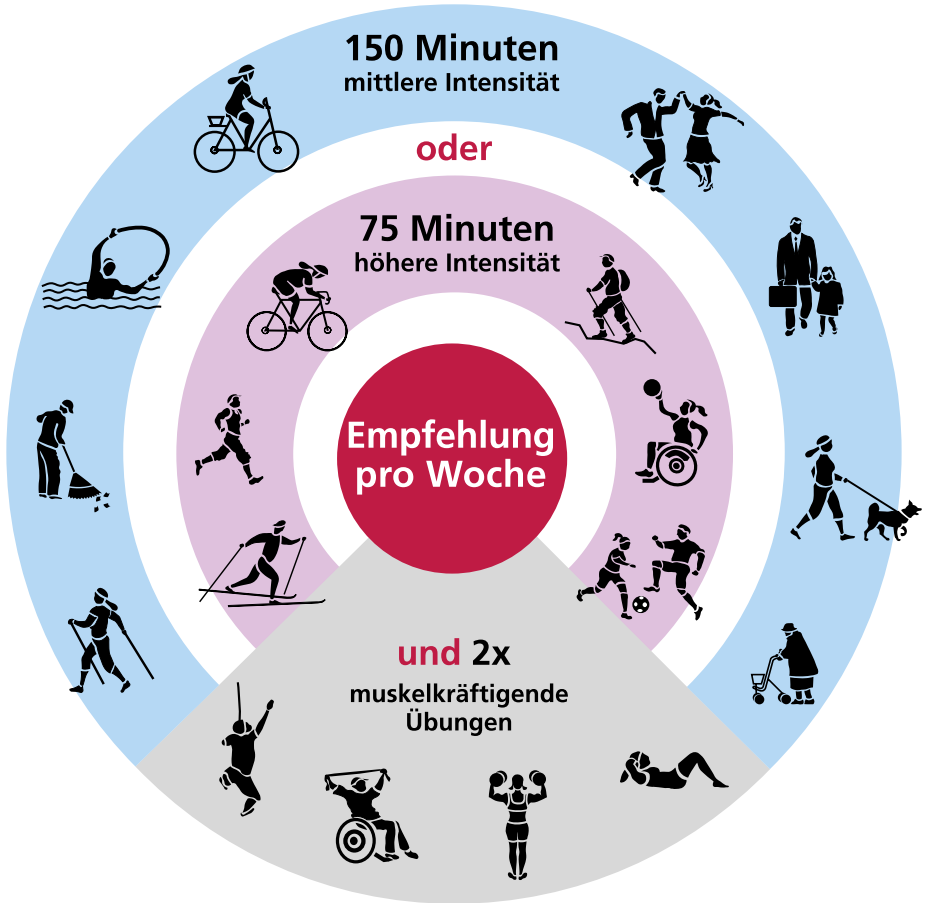 150 Minuten
mittlere Intensität
oder
75 Minuten
höhere Intensität
Empfehlung
pro Woche
und 2x
muskelkräftigende
Übungen